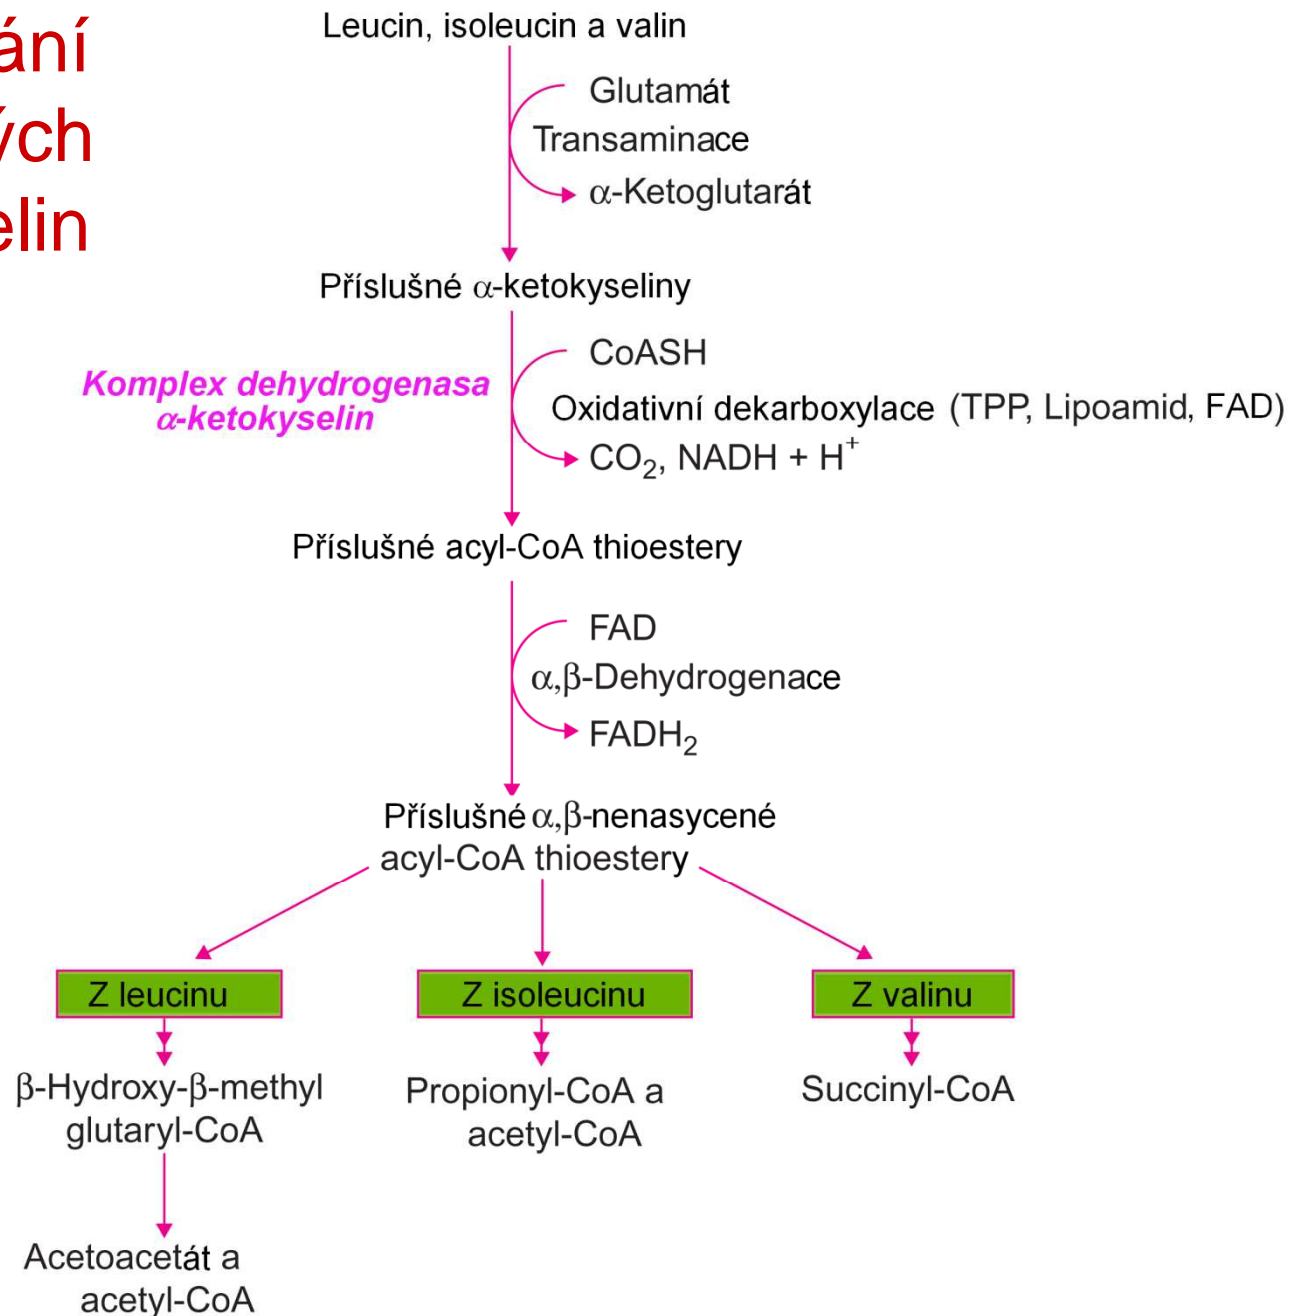 ání
ých
elin
Leucin, isoleucin a valin
Glutamát
Transaminace
α-Ketoglutarát
Příslušné α-ketokyseliny
CoASH
Komplex dehydrogenasa
α-ketokyselin
Oxidativní dekarboxylace (TPP, Lipoamid, FAD)
CO₂, NADH + H⁺
Příslušné acyl-CoA thioestery
FAD
α,β-Dehydrogenace
FADH₂
Příslušné α,β-nenasycené
acyl-CoA thioestery
Z leucinu
Z isoleucinu
Z valinu
β-Hydroxy-β-methyl
glutaryl-CoA
Propionyl-CoA a
acetyl-CoA
Succinyl-CoA
Acetoacetát a
acetyl-CoA